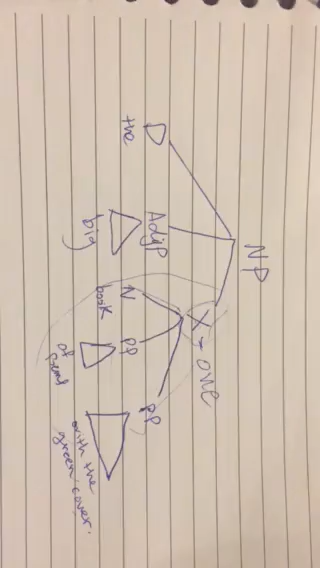 NP
D AdjP X → one
the big N PP PP
book of poems with the
green cover.